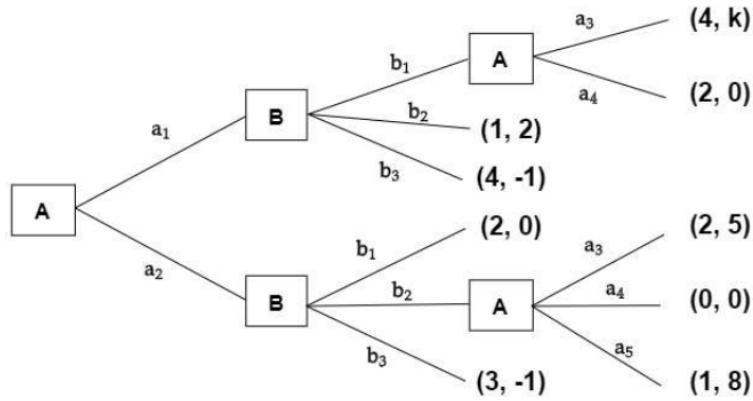 a₃ (4, k)
b₁ A
a₄ (2, 0)
a₁ B b₂ (1, 2)
b₃ (4, -1)
A
(2, 0) (2, 5)
b₁ a₃
a₂ B b₂ A a₄ (0, 0)
b₃ a₅
(3, -1) (1, 8)